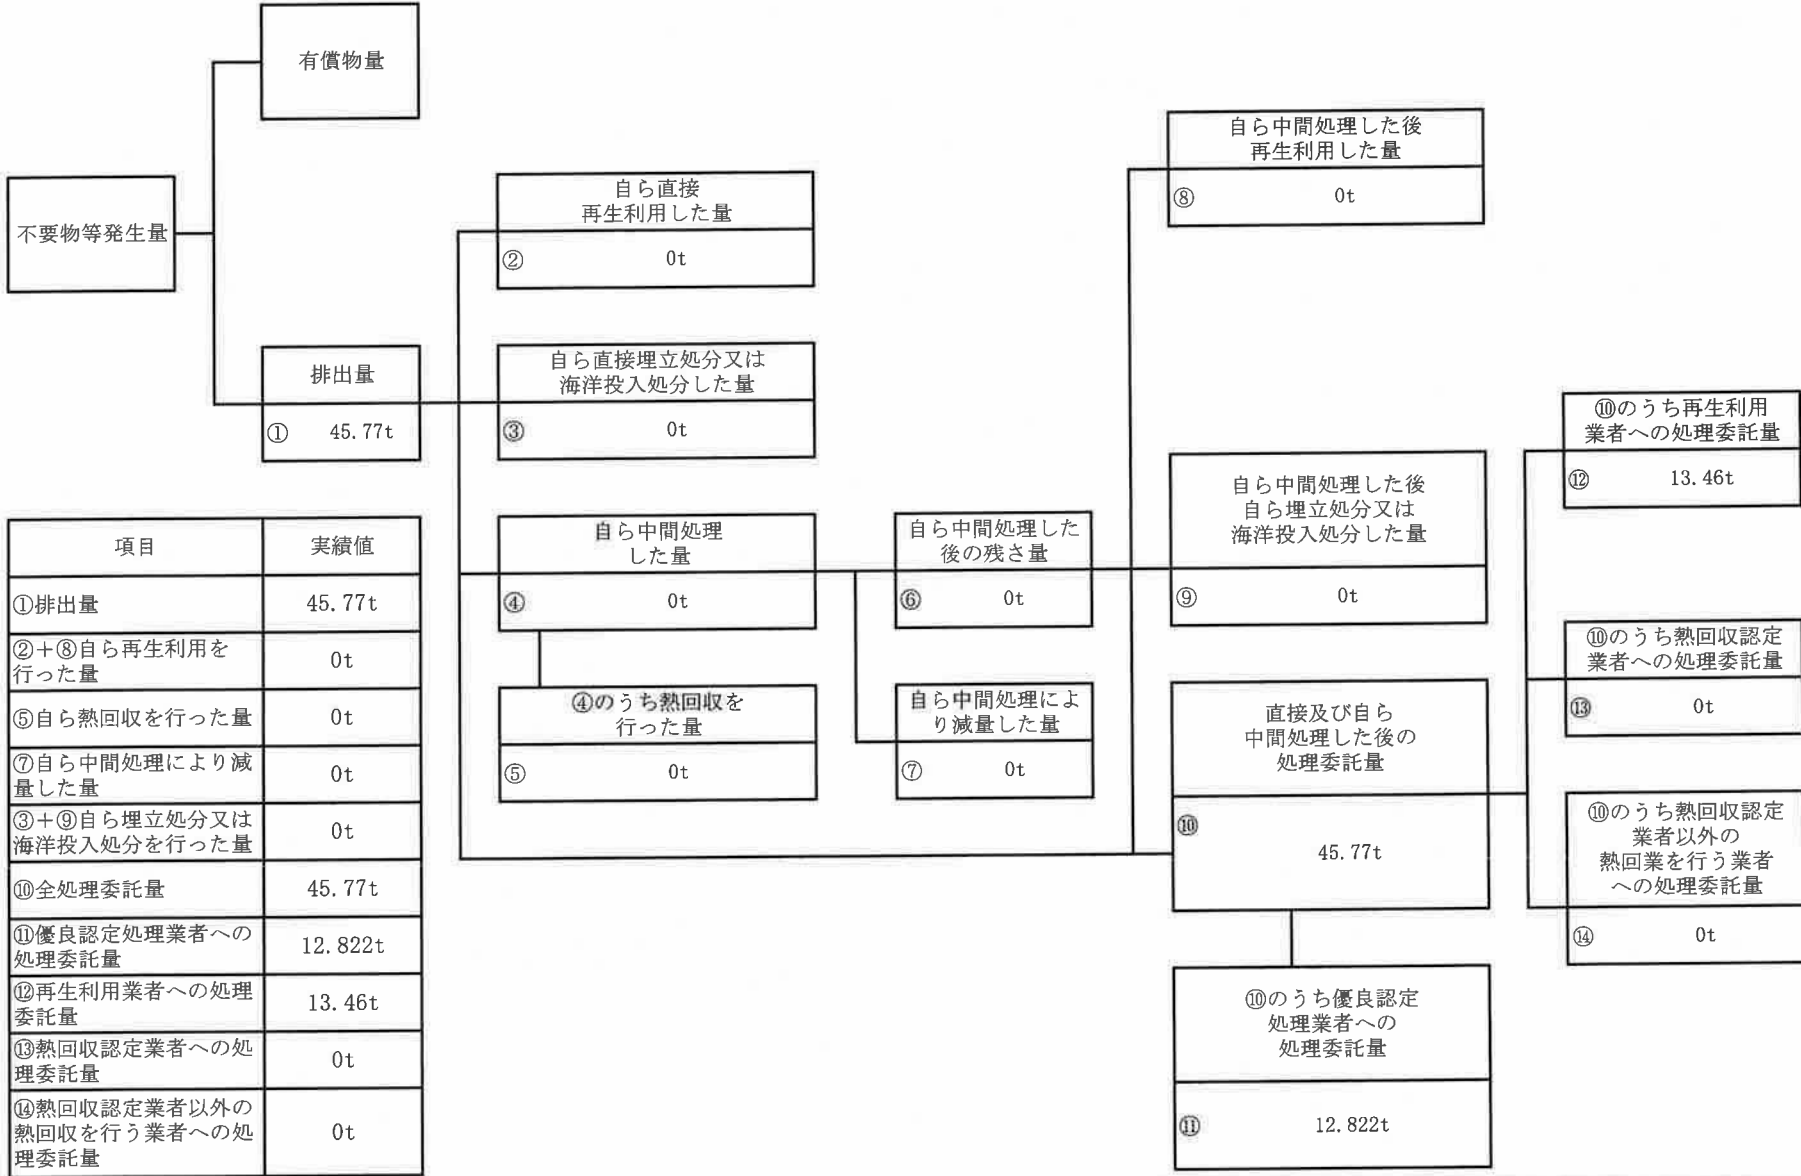 有償物量
不要物等発生量
排出量
① 45.77t
自ら直接
再生利用した量
② 0t
自ら直接埋立処分又は
海洋投入処分した量
③ 0t
自ら中間処理
した量
④ 0t
④のうち熱回収を
行った量
⑤ 0t
自ら中間処理した
後の残さ量
⑥ 0t
自ら中間処理によ
り減量した量
⑦ 0t
自ら中間処理した後
再生利用した量
⑧ 0t
自ら中間処理した後
自ら埋立処分又は
海洋投入処分した量
⑨ 0t
直接及び自ら
中間処理した後の
処理委託量
⑩
45.77t
⑩のうち優良認定
処理業者への
処理委託量
⑪ 12.822t
⑩のうち再生利用
業者への処理委託量
⑫ 13.46t
⑩のうち熱回収認定
業者への処理委託量
⑬ 0t
⑩のうち熱回収認定
業者以外の
熱回業を行う業者
への処理委託量
⑭ 0t
項目 実績値
①排出量 45.77t
②+⑧自ら再生利用を
行った量 0t
⑤自ら熱回収を行った量 0t
⑦自ら中間処理により減
量した量 0t
③+⑨自ら埋立処分又は
海洋投入処分を行った量 0t
⑩全処理委託量 45.77t
⑪優良認定処理業者への
処理委託量 12.822t
⑫再生利用業者への処理
委託量 13.46t
⑬熱回収認定業者への処
理委託量 0t
⑭熱回収認定業者以外の
熱回収を行う業者への処
理委託量 0t